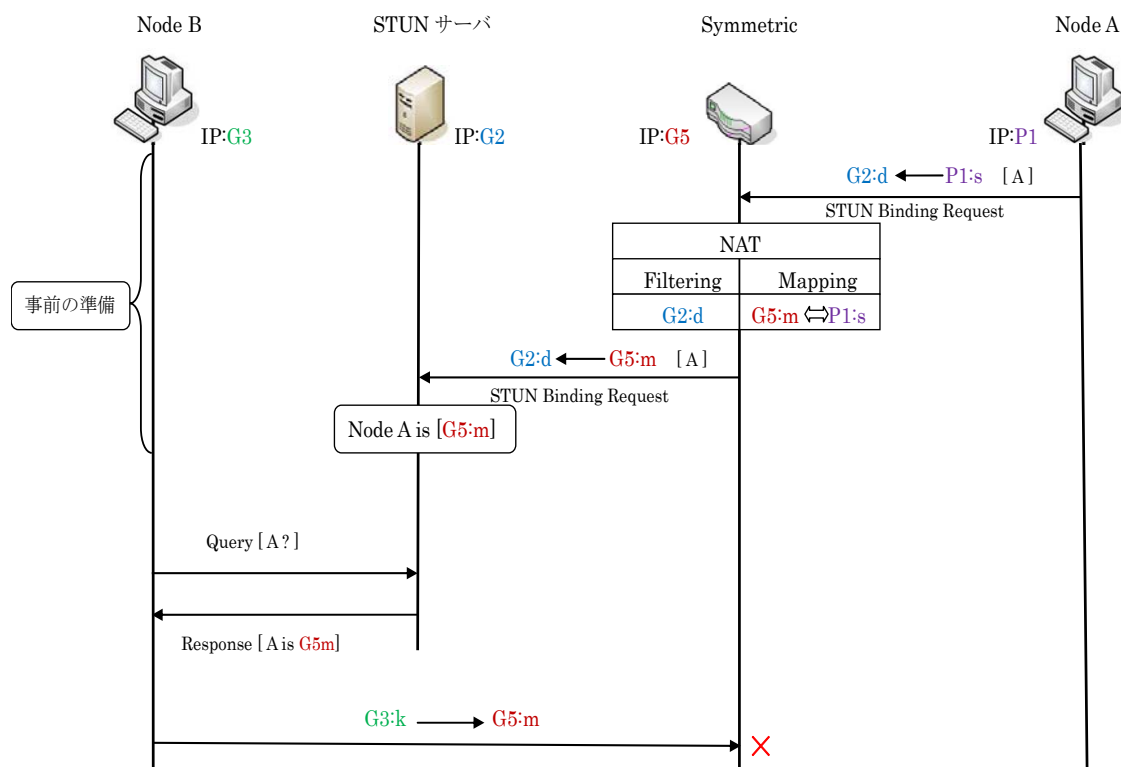 Node B
STUN サーバ
Symmetric
Node A
IP:G3
IP:G2
IP:G5
IP:P1
G2:d P1:s [A]
STUN Binding Request
NAT
Filtering Mapping
G2:d G5:m ⇔P1:s
事前の準備
G2:d G5:m [A]
STUN Binding Request
Node A is [G5:m]
Query [A?]
Response [A is G5m]
G3:k G5:m